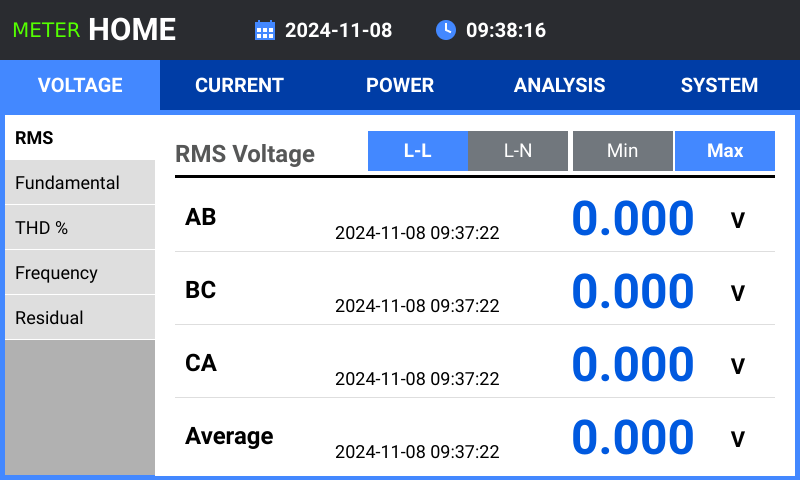 METER HOME 2024-11-08 09:38:16
VOLTAGE CURRENT POWER ANALYSIS SYSTEM
RMS
Fundamental
THD %
Frequency
Residual
RMS Voltage L-L L-N Min Max
AB 2024-11-08 09:37:22 0.000 V
BC 2024-11-08 09:37:22 0.000 V
CA 2024-11-08 09:37:22 0.000 V
Average 2024-11-08 09:37:22 0.000 V